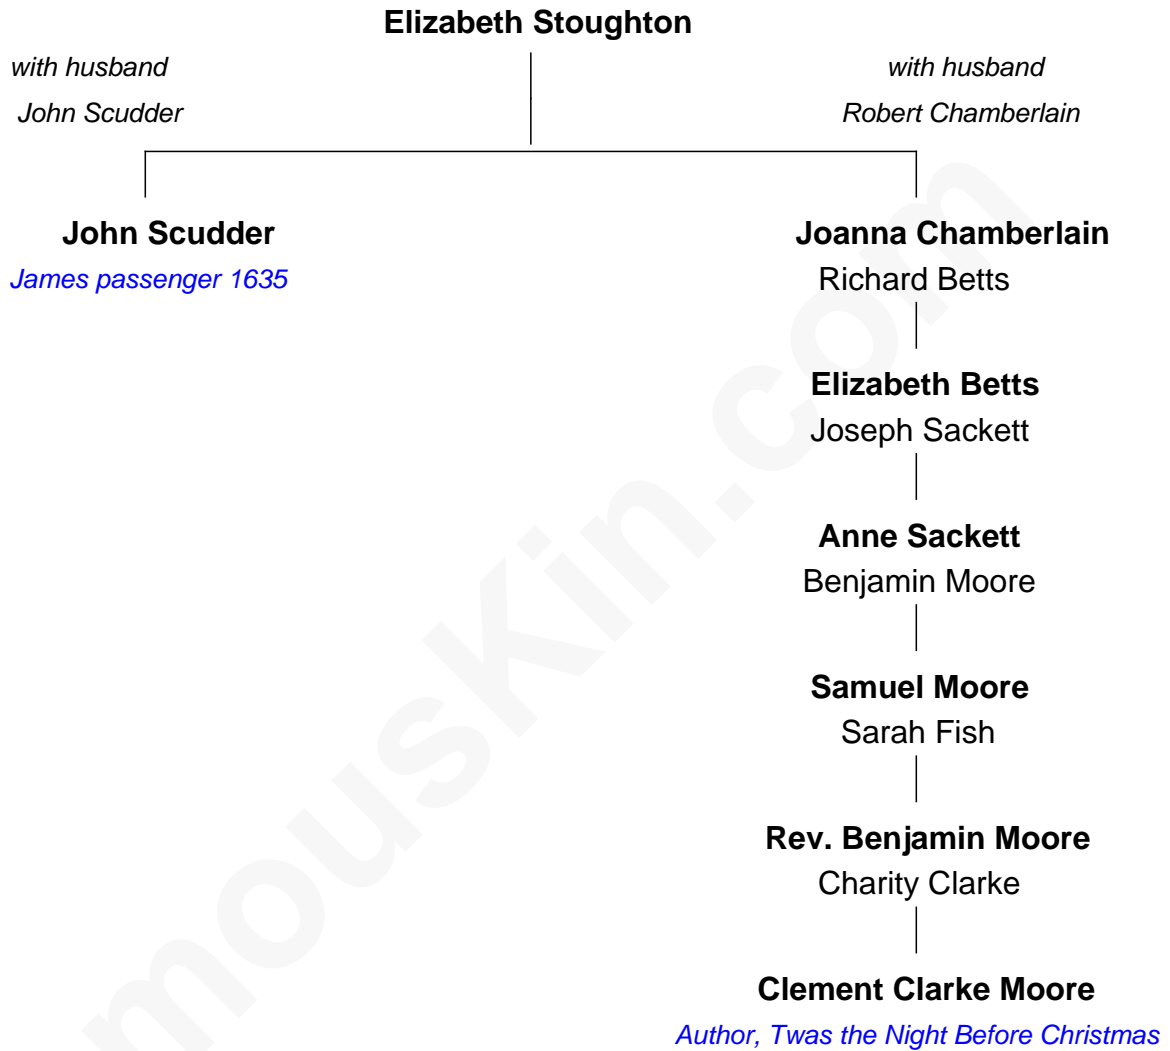 Elizabeth Stoughton
with husband
John Scudder
with husband
Robert Chamberlain
John Scudder
James passenger 1635
Joanna Chamberlain
Richard Betts
Elizabeth Betts
Joseph Sackett
Anne Sackett
Benjamin Moore
Samuel Moore
Sarah Fish
Rev. Benjamin Moore
Charity Clarke
Clement Clarke Moore
Author, Twas the Night Before Christmas
mousKin.com